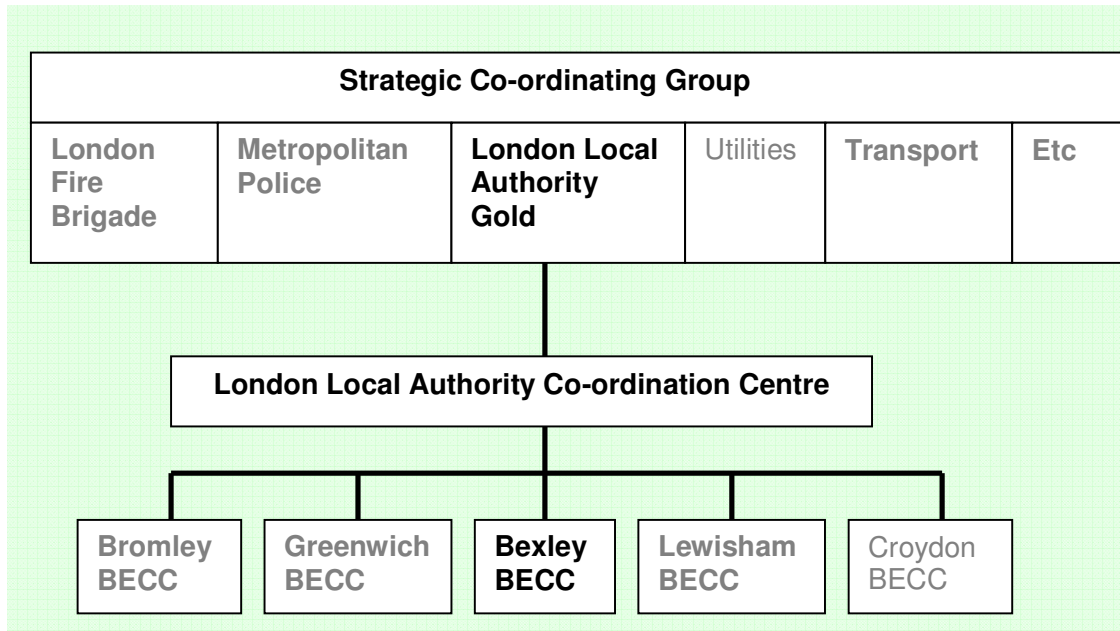 Strategic Co-ordinating Group
London
Fire
Brigade
Metropolitan
Police
London Local
Authority
Gold
Utilities
Transport
Etc
London Local Authority Co-ordination Centre
Bromley
BECC
Greenwich
BECC
Bexley
BECC
Lewisham
BECC
Croydon
BECC